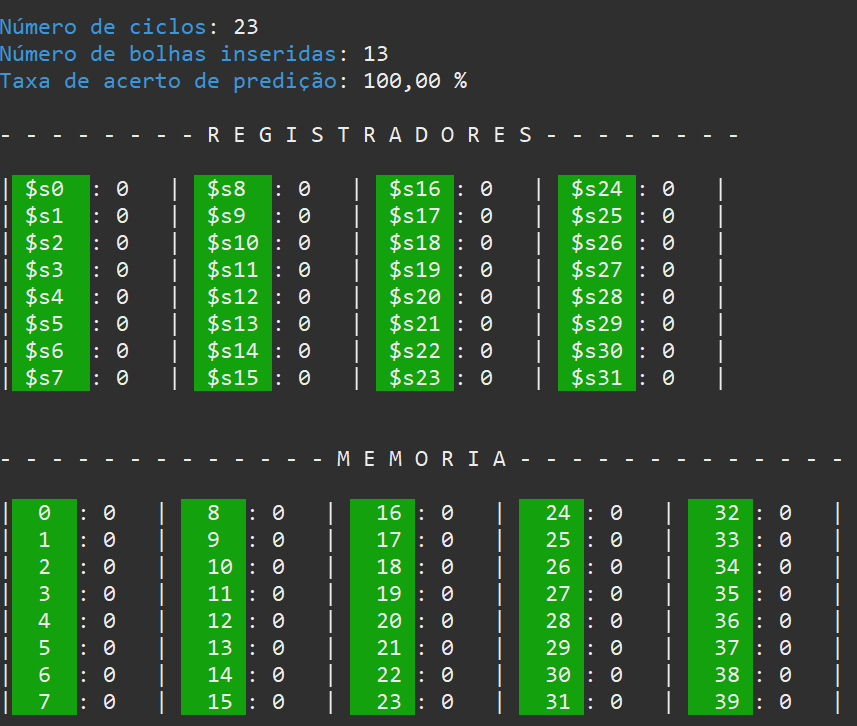 Número de ciclos: 23
Número de bolhas inseridas: 13
Taxa de acerto de predição: 100,00 %
- - - - - - - - R E G I S T R A D O R E S - - - - - - - -
| $s0 : 0 | $s8 : 0 | $s16 : 0 | $s24 : 0 |
| $s1 : 0 | $s9 : 0 | $s17 : 0 | $s25 : 0 |
| $s2 : 0 | $s10 : 0 | $s18 : 0 | $s26 : 0 |
| $s3 : 0 | $s11 : 0 | $s19 : 0 | $s27 : 0 |
| $s4 : 0 | $s12 : 0 | $s20 : 0 | $s28 : 0 |
| $s5 : 0 | $s13 : 0 | $s21 : 0 | $s29 : 0 |
| $s6 : 0 | $s14 : 0 | $s22 : 0 | $s30 : 0 |
| $s7 : 0 | $s15 : 0 | $s23 : 0 | $s31 : 0 |
- - - - - - - - - - - - - M E M O R I A - - - - - - - - - - - - -
| 0 : 0 | 8 : 0 | 16 : 0 | 24 : 0 | 32 : 0 |
| 1 : 0 | 9 : 0 | 17 : 0 | 25 : 0 | 33 : 0 |
| 2 : 0 | 10 : 0 | 18 : 0 | 26 : 0 | 34 : 0 |
| 3 : 0 | 11 : 0 | 19 : 0 | 27 : 0 | 35 : 0 |
| 4 : 0 | 12 : 0 | 20 : 0 | 28 : 0 | 36 : 0 |
| 5 : 0 | 13 : 0 | 21 : 0 | 29 : 0 | 37 : 0 |
| 6 : 0 | 14 : 0 | 22 : 0 | 30 : 0 | 38 : 0 |
| 7 : 0 | 15 : 0 | 23 : 0 | 31 : 0 | 39 : 0 |